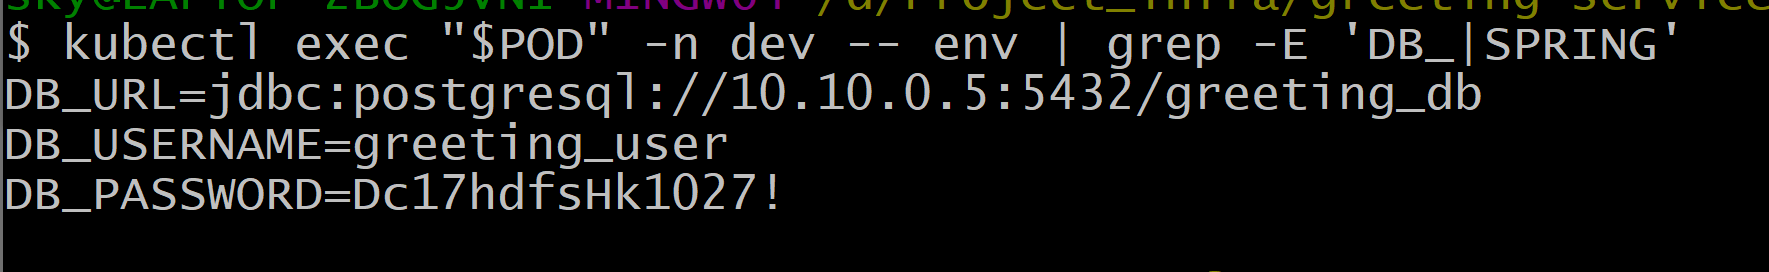 $ kubectl exec "$POD" -n dev -- env | grep -E 'DB_|SPRING'
DB_URL=jdbc:postgresql://10.10.0.5:5432/greeting_db
DB_USERNAME=greeting_user
DB_PASSWORD=Dc17hdfsHk1027!